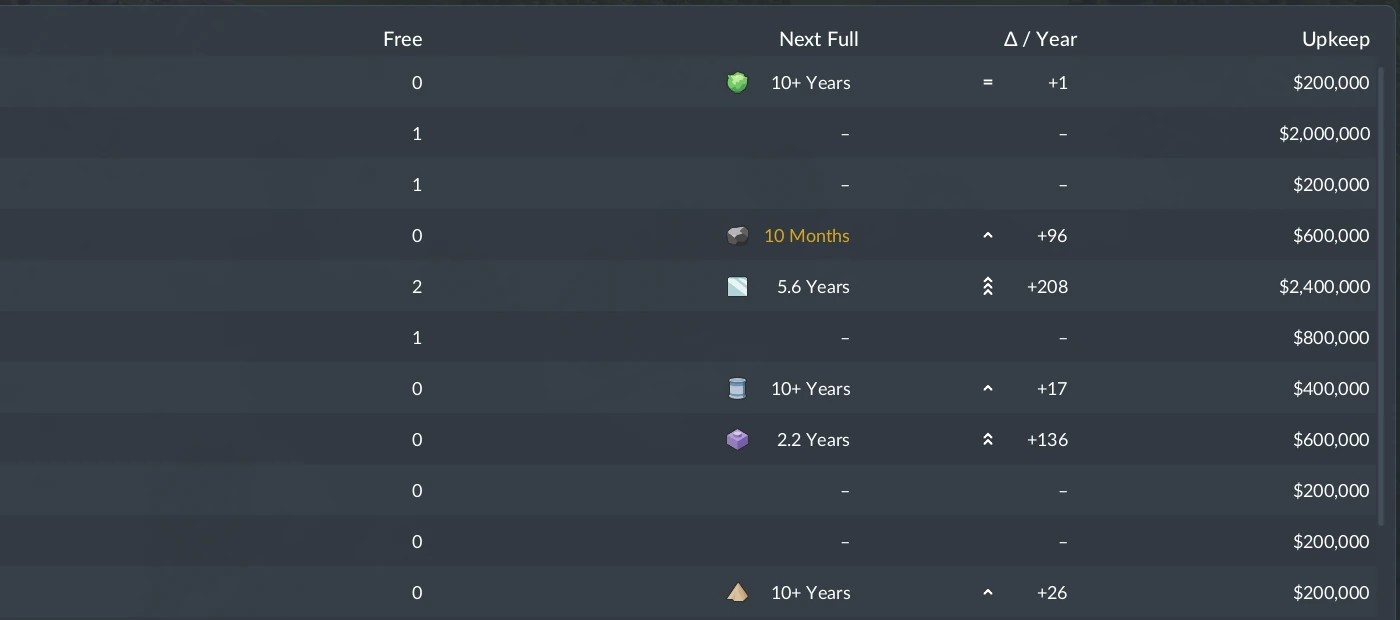 Free Next Full Δ / Year Upkeep
0 10+ Years = +1 $200,000
1 – – $2,000,000
1 – – $200,000
0 10 Months +96 $600,000
2 5.6 Years +208 $2,400,000
1 – – $800,000
0 10+ Years +17 $400,000
0 2.2 Years +136 $600,000
0 – – $200,000
0 – – $200,000
0 10+ Years +26 $200,000